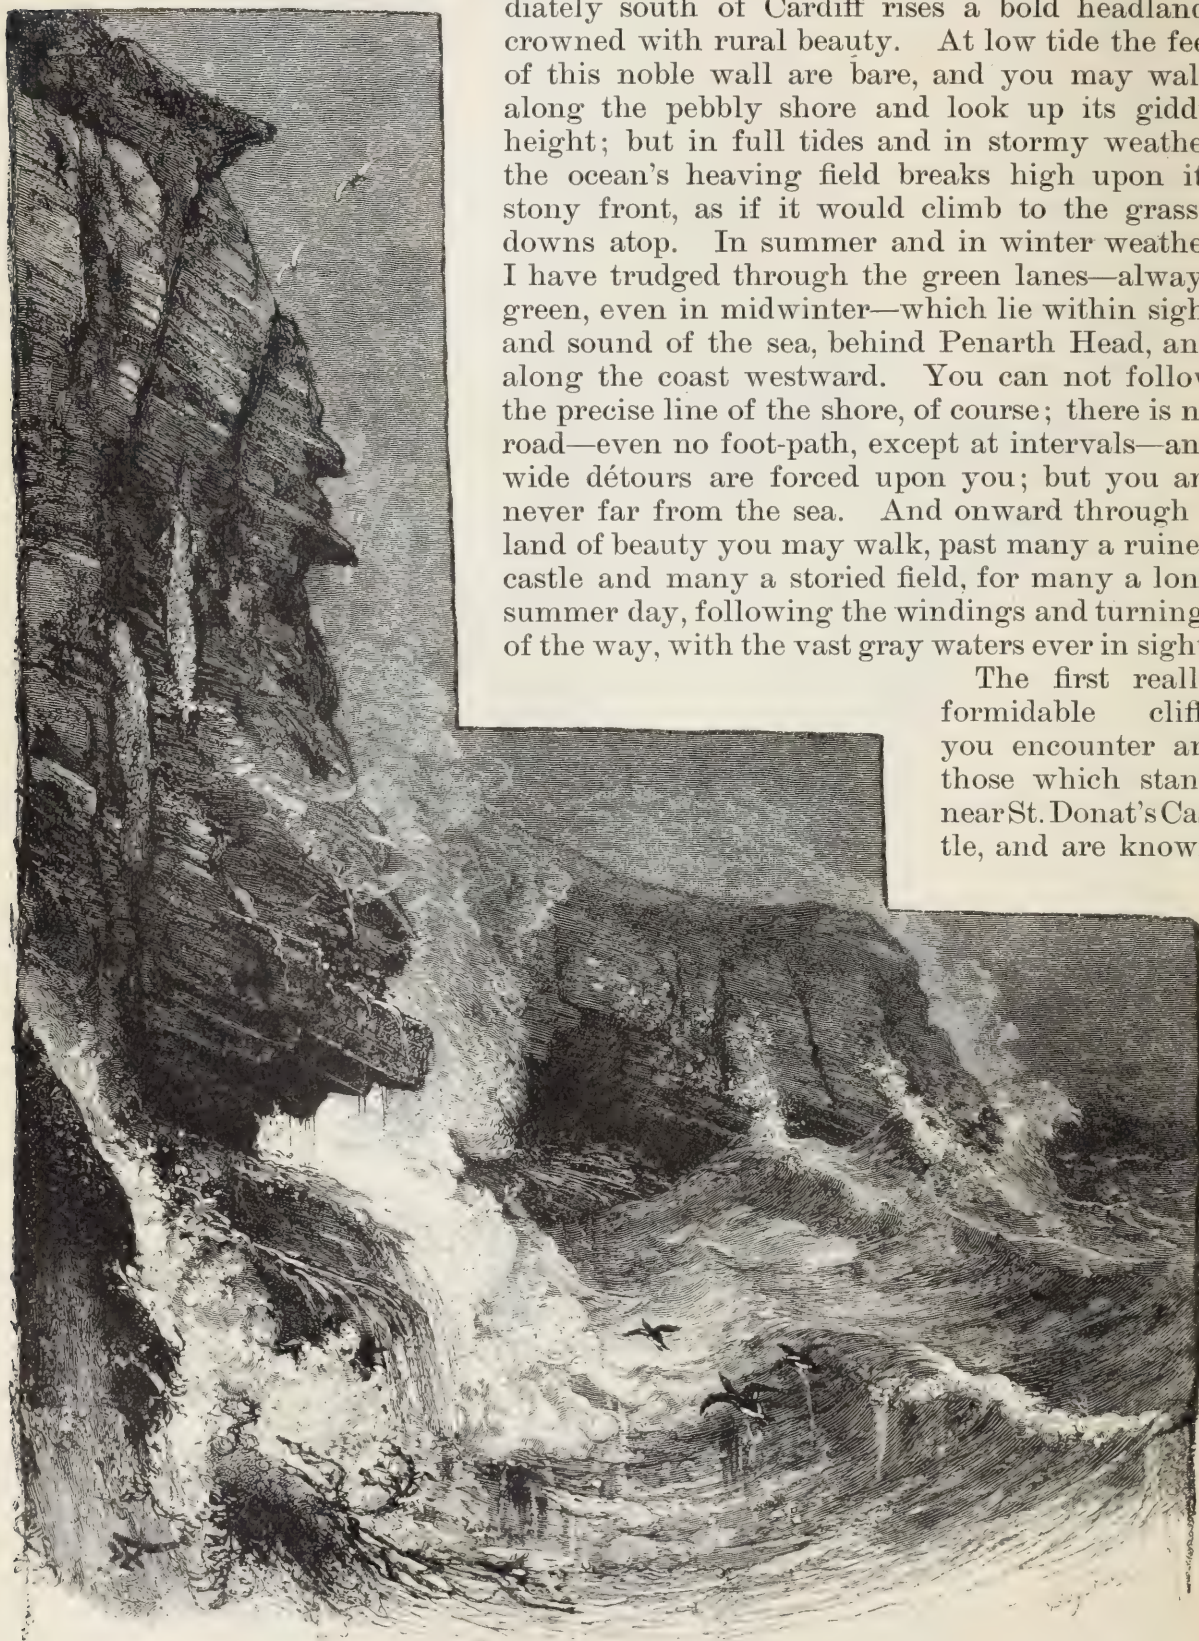 diately south of Cardiff rises a bold headland
crowned with rural beauty. At low tide the fee
of this noble wall are bare, and you may wal
along the pebbly shore and look up its gidd
height; but in full tides and in stormy weathe
the ocean's heaving field breaks high upon it
stony front, as if it would climb to the grass
downs atop. In summer and in winter weathe
I have trudged through the green lanes—alway
green, even in midwinter—which lie within sigh
and sound of the sea, behind Penarth Head, an
along the coast westward. You can not follow
the precise line of the shore, of course; there is n
road—even no foot-path, except at intervals—an
wide détours are forced upon you; but you ar
never far from the sea. And onward through
land of beauty you may walk, past many a ruine
castle and many a storied field, for many a lon
summer day, following the windings and turning
of the way, with the vast gray waters ever in sigh
The first reall
formidable cliff
you encounter ar
those which stan
near St. Donat's Ca
tle, and are know